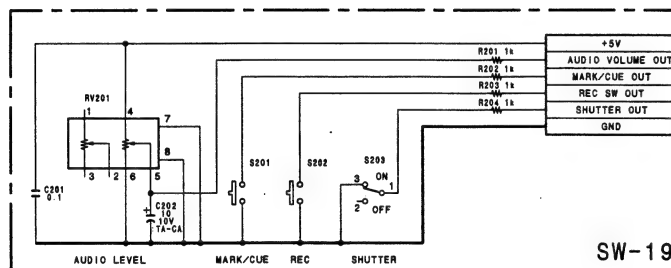 +5V
R201 1k
AUDIO VOLUME OUT
R202 1k
MARK/CUE OUT
R203 1k
REC SW OUT
R204 1k
SHUTTER OUT
GND
RV201
1
4
7
8
3
2
6
5
C201
0.1
C202
10
10V
TA-CA
S201
S202
S203
ON
3
1
2
OFF
AUDIO LEVEL
MARK/CUE
REC
SHUTTER
SW-19